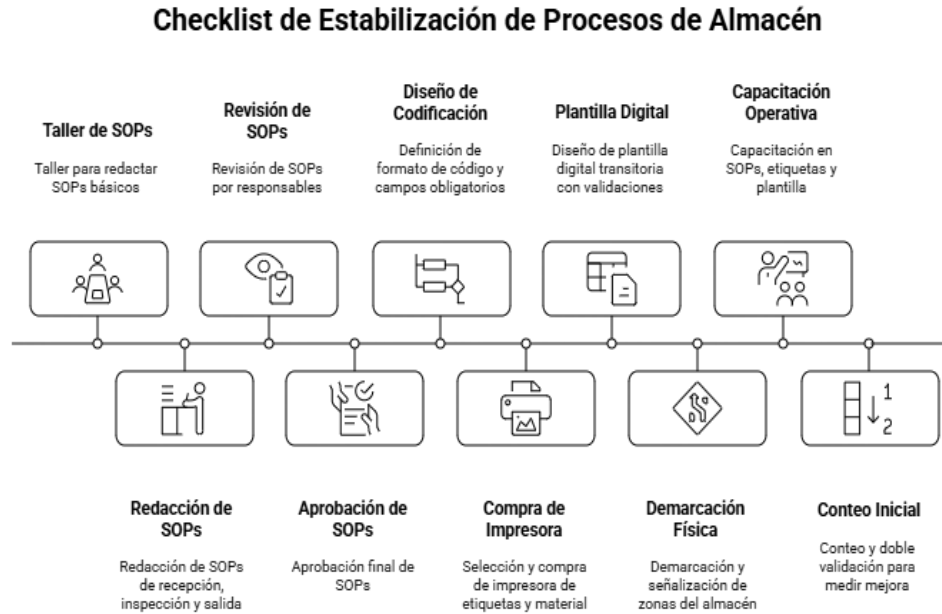 Checklist de Estabilización de Procesos de Almacén
Taller de SOPs
Taller para redactar
SOPs básicos
Revisión de
SOPs
Revisión de SOPs
por responsables
Diseño de
Codificación
Definición de
formato de código y
campos obligatorios
Plantilla Digital
Diseño de plantilla
digital transitoria
con validaciones
Capacitación
Operativa
Capacitación en
SOPs, etiquetas y
plantilla
1
2
Redacción de
SOPs
Redacción de SOPs
de recepción,
inspección y salida
Aprobación de
SOPs
Aprobación final de
SOPs
Compra de
Impresora
Selección y compra
de impresora de
etiquetas y material
Demarcación
Física
Demarcación y
señalización de
zonas del almacén
Conteo Inicial
Conteo y doble
validación para
medir mejora